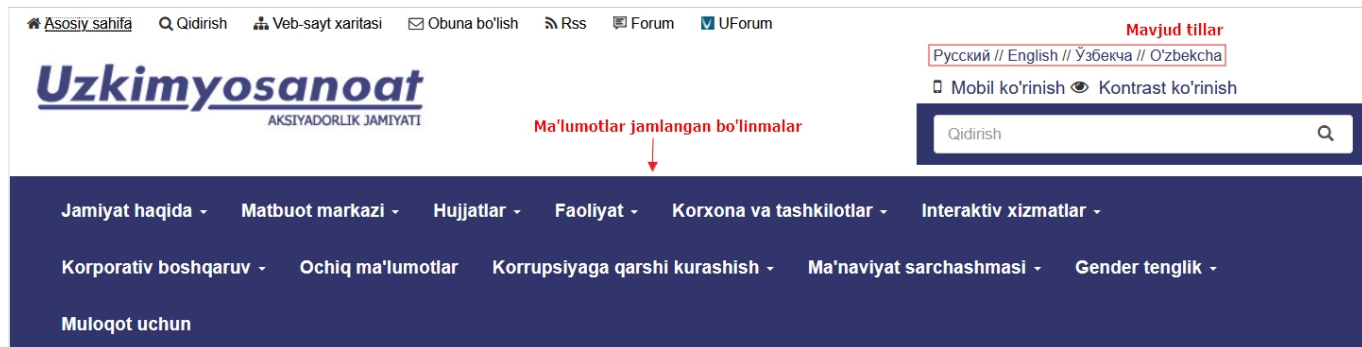 Asosiy sahifa Qidirish Veb-sayt xaritasi Obuna bo'lish Rss Forum UForum
Mavjud tillar
Русский // English // Ўзбекча // O'zbekcha
Uzkimyosanoat
AKSIYADORLIK JAMIYATI
Mobil ko'rinish Kontrast ko'rinish
Ma'lumotlar jamlangan bo'linmalar
Qidirish
Jamiyat haqida Matbuot markazi Hujjatlar Faoliyat Korxona va tashkilotlar Interaktiv xizmatlar
Korporativ boshqaruv Ochiq ma'lumotlar Korrupsiyaga qarshi kurashish Ma'naviyat sarchashmasi Gender tenglik
Muloqot uchun